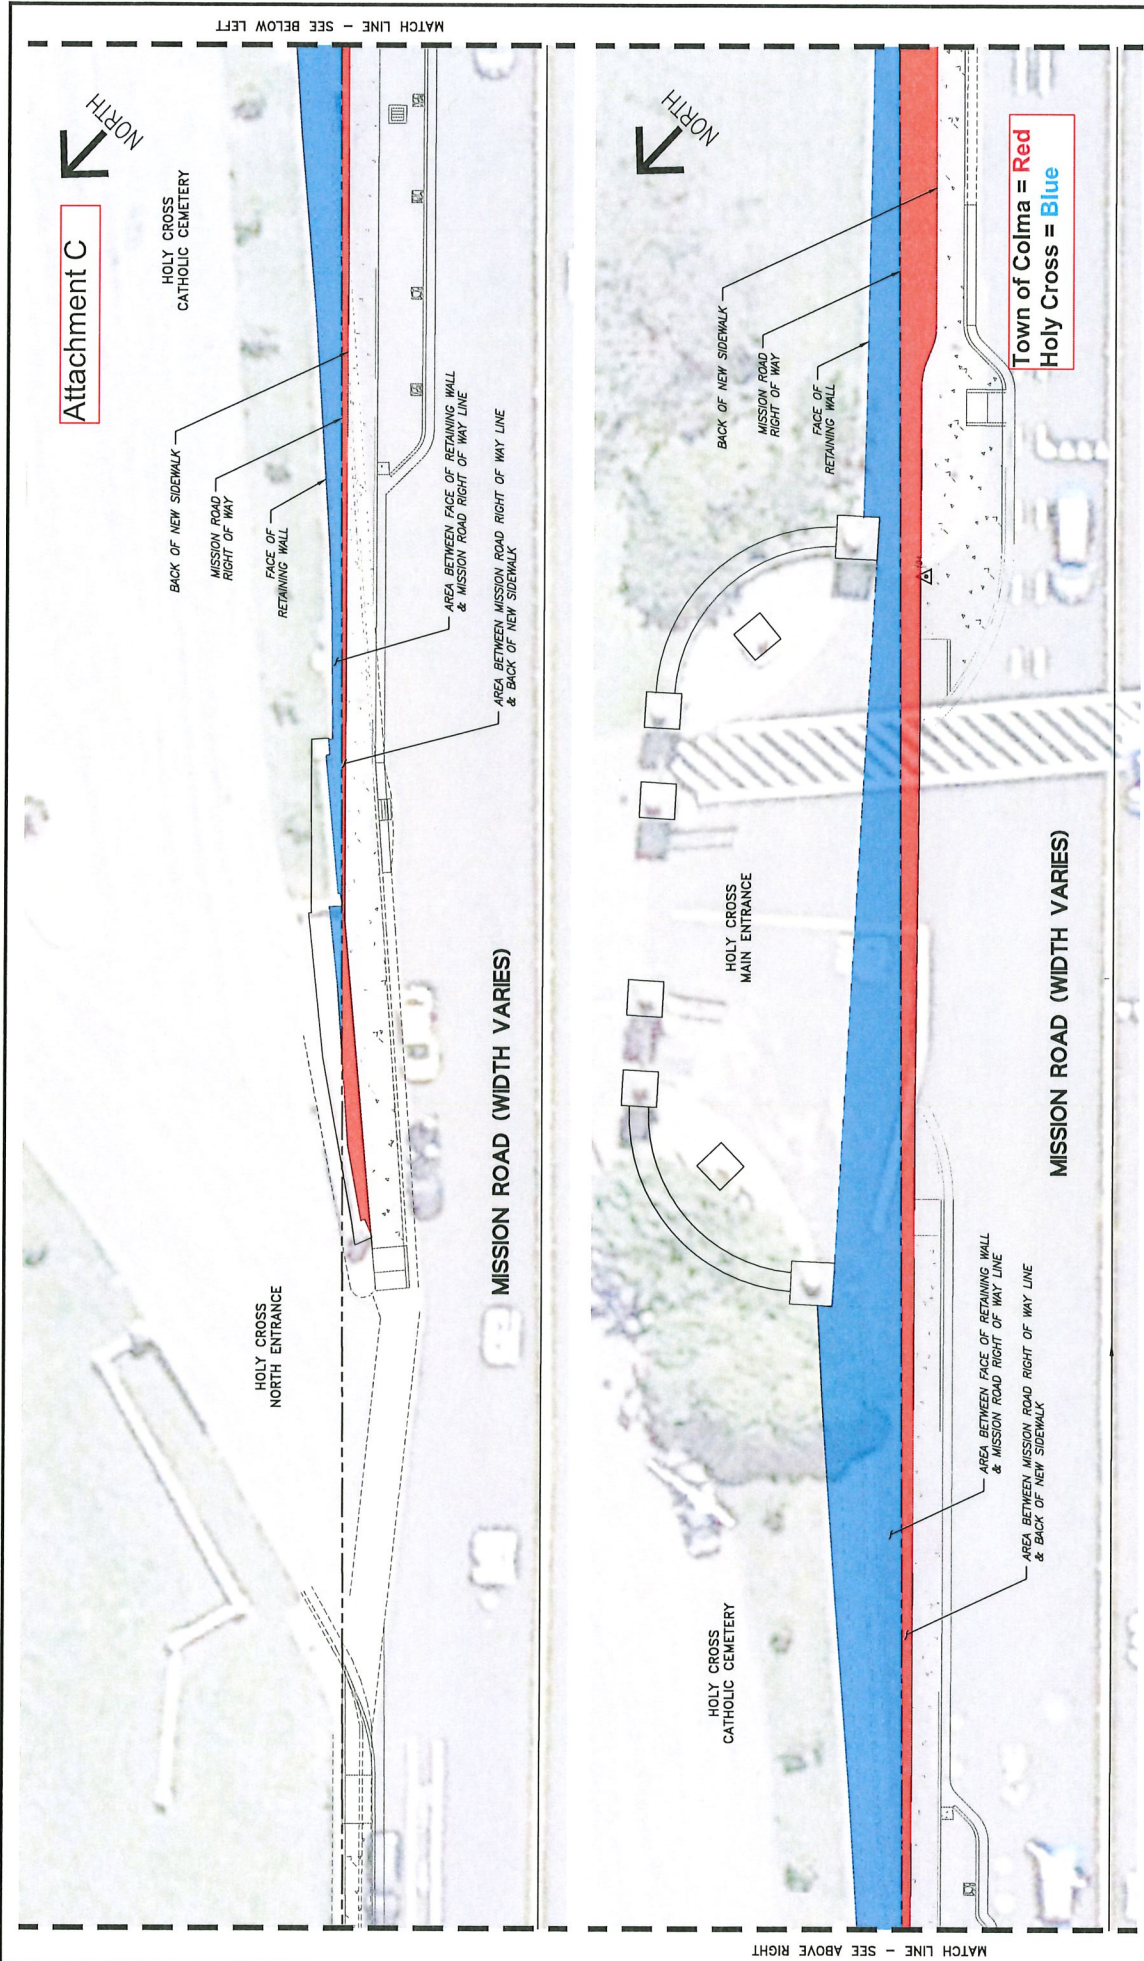 MATCH LINE - SEE BELOW LEFT
NORTH
Attachment C
HOLY CROSS
CATHOLIC CEMETERY
BACK OF NEW SIDEWALK
MISSION ROAD
RIGHT OF WAY
FACE OF
RETAINING WALL
AREA BETWEEN FACE OF RETAINING WALL
& MISSION ROAD RIGHT OF WAY LINE
AREA BETWEEN MISSION ROAD RIGHT OF WAY LINE
& BACK OF NEW SIDEWALK
MISSION ROAD (WIDTH VARIES)
HOLY CROSS
NORTH ENTRANCE
NORTH
Town of Colma = Red
Holy Cross = Blue
BACK OF NEW SIDEWALK
MISSION ROAD
RIGHT OF WAY
FACE OF
RETAINING WALL
HOLY CROSS
MAIN ENTRANCE
MISSION ROAD (WIDTH VARIES)
AREA BETWEEN FACE OF RETAINING WALL
& MISSION ROAD RIGHT OF WAY LINE
AREA BETWEEN MISSION ROAD RIGHT OF WAY LINE
& BACK OF NEW SIDEWALK
HOLY CROSS
CATHOLIC CEMETERY
MATCH LINE - SEE ABOVE RIGHT